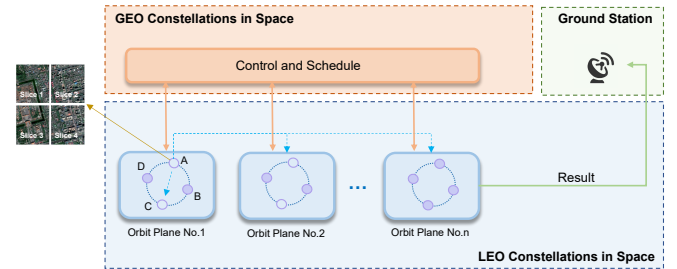 GEO Constellations in Space
Ground Station
Control and Schedule
Slice 1 Slice 2
Slice 3 Slice 4
A
D
B
C
...
Result
Orbit Plane No.1
Orbit Plane No.2
Orbit Plane No.n
LEO Constellations in Space